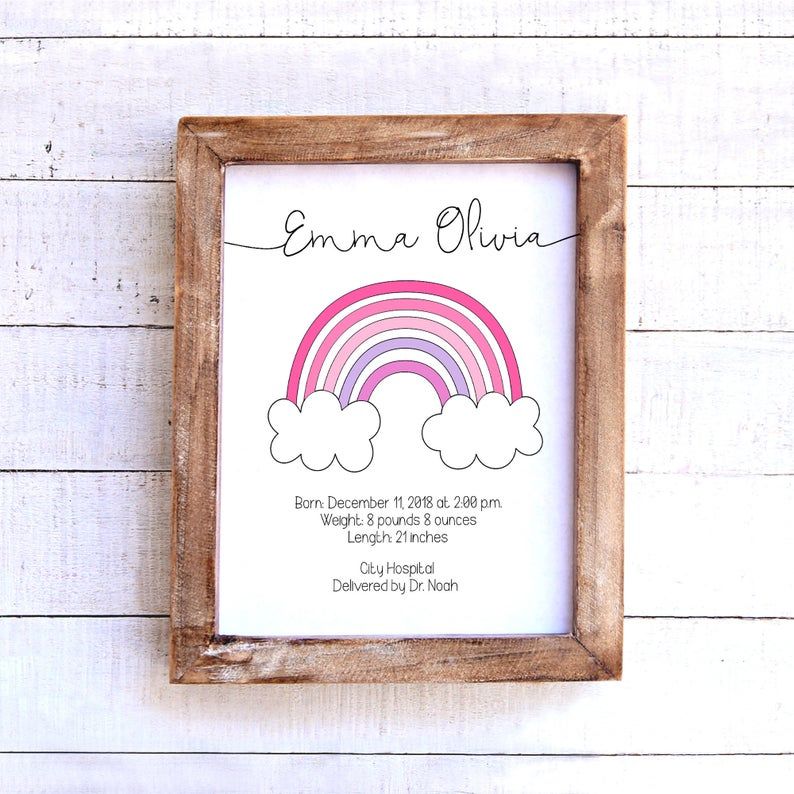 Emma Olivia
Born: December 11, 2018 at 2:00 p.m.
Weight: 8 pounds 8 ounces
Length: 21 inches
City Hospital
Delivered by Dr. Noah